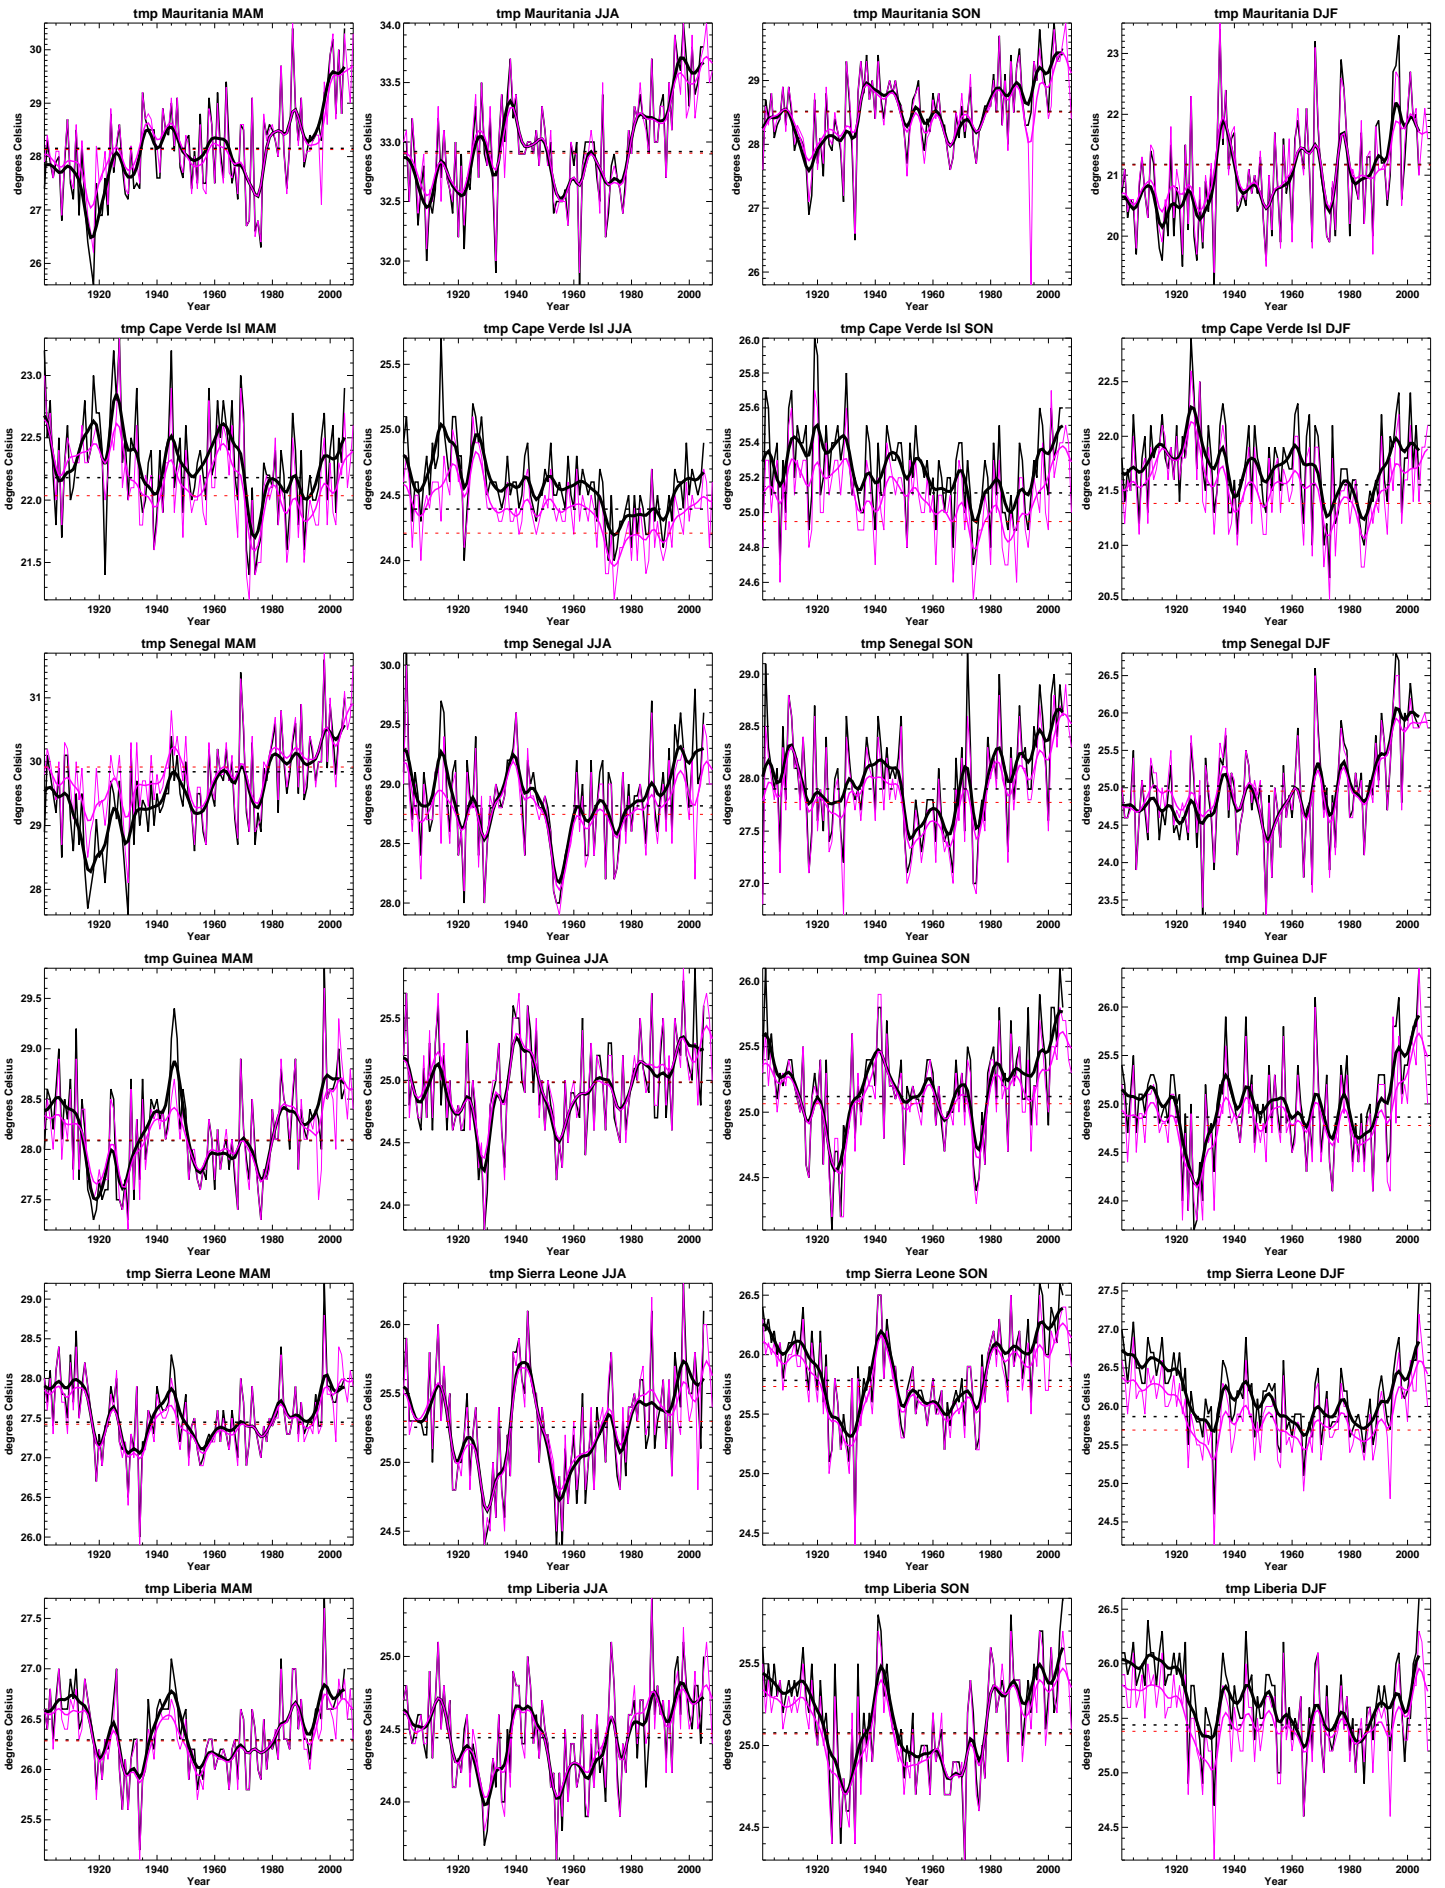 tmp Mauritania MAM
tmp Mauritania JJA
tmp Mauritania SON
tmp Mauritania DJF
degrees Celsius
30
29
28
27
26
1920 1940 1960 1980 2000
Year
degrees Celsius
34.0
33.5
33.0
32.5
32.0
1920 1940 1960 1980 2000
Year
degrees Celsius
29
28
27
26
1920 1940 1960 1980 2000
Year
degrees Celsius
23
22
21
20
1920 1940 1960 1980 2000
Year
tmp Cape Verde Isl MAM
tmp Cape Verde Isl JJA
tmp Cape Verde Isl SON
tmp Cape Verde Isl DJF
degrees Celsius
23.0
22.5
22.0
21.5
1920 1940 1960 1980 2000
Year
degrees Celsius
25.5
25.0
24.5
24.0
1920 1940 1960 1980 2000
Year
degrees Celsius
26.0
25.8
25.6
25.4
25.2
25.0
24.8
24.6
1920 1940 1960 1980 2000
Year
degrees Celsius
22.5
22.0
21.5
21.0
20.5
1920 1940 1960 1980 2000
Year
tmp Senegal MAM
tmp Senegal JJA
tmp Senegal SON
tmp Senegal DJF
degrees Celsius
31
30
29
28
1920 1940 1960 1980 2000
Year
degrees Celsius
30.0
29.5
29.0
28.5
28.0
1920 1940 1960 1980 2000
Year
degrees Celsius
29.0
28.5
28.0
27.5
27.0
1920 1940 1960 1980 2000
Year
degrees Celsius
26.5
26.0
25.5
25.0
24.5
24.0
23.5
1920 1940 1960 1980 2000
Year
tmp Guinea MAM
tmp Guinea JJA
tmp Guinea SON
tmp Guinea DJF
degrees Celsius
29.5
29.0
28.5
28.0
27.5
1920 1940 1960 1980 2000
Year
degrees Celsius
25.5
25.0
24.5
24.0
1920 1940 1960 1980 2000
Year
degrees Celsius
26.0
25.5
25.0
24.5
1920 1940 1960 1980 2000
Year
degrees Celsius
26.0
25.5
25.0
24.5
24.0
1920 1940 1960 1980 2000
Year
tmp Sierra Leone MAM
tmp Sierra Leone JJA
tmp Sierra Leone SON
tmp Sierra Leone DJF
degrees Celsius
29.0
28.5
28.0
27.5
27.0
26.5
26.0
1920 1940 1960 1980 2000
Year
degrees Celsius
26.0
25.5
25.0
24.5
1920 1940 1960 1980 2000
Year
degrees Celsius
26.5
26.0
25.5
25.0
24.5
1920 1940 1960 1980 2000
Year
degrees Celsius
27.5
27.0
26.5
26.0
25.5
25.0
24.5
1920 1940 1960 1980 2000
Year
tmp Liberia MAM
tmp Liberia JJA
tmp Liberia SON
tmp Liberia DJF
degrees Celsius
27.5
27.0
26.5
26.0
25.5
1920 1940 1960 1980 2000
Year
degrees Celsius
25.0
24.5
24.0
1920 1940 1960 1980 2000
Year
degrees Celsius
25.5
25.0
24.5
1920 1940 1960 1980 2000
Year
degrees Celsius
26.5
26.0
25.5
25.0
24.5
1920 1940 1960 1980 2000
Year